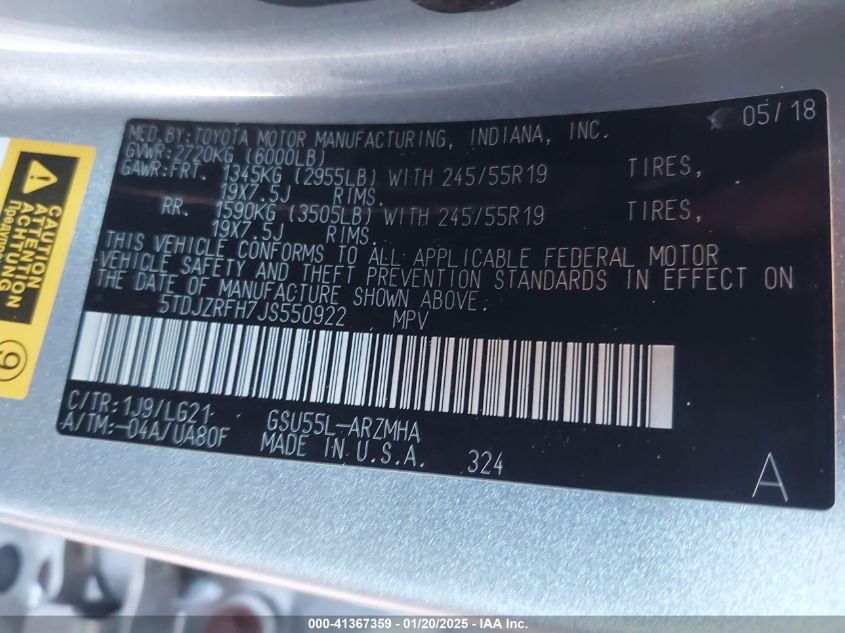 05/18
MFD.BY:TOYOTA MOTOR MANUFACTURING, INDIANA, INC.
GVWR:2720KG (6000LB)
GAWR:FRT. 1345KG (2955LB) WITH 245/55R19 TIRES,
19X7.5J RIMS.
RR. 1590KG (3505LB) WITH 245/55R19 TIRES,
19X7.5J RIMS.
THIS VEHICLE CONFORMS TO ALL APPLICABLE FEDERAL MOTOR
VEHICLE SAFETY AND THEFT PREVENTION STANDARDS IN EFFECT ON
THE DATE OF MANUFACTURE SHOWN ABOVE.
5TDJZRFH7JS550922 MPV
C/TR:1J9/LG21 GSU55L-ARZMHA
A/TM:-04A/UA80F MADE IN U.S.A. 324
A
CAUTION
ATTENTION
ACHTUNG
9
000-41367359 - 01/20/2025 - IAAI Inc.